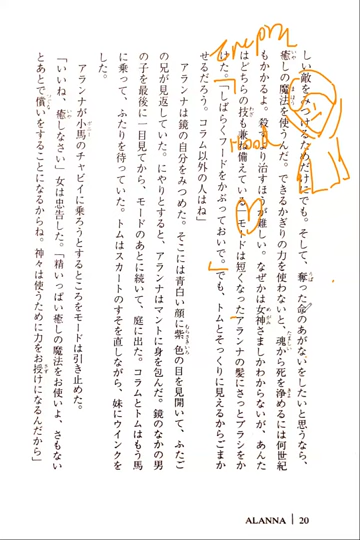 しい敵をみつけるためだけにでも。そして、奪った命のあがないをしたいと思うなら、
癒しの魔法を使うんだ。できるかぎりの力を使わないと、魂から死を浄めるには何世紀
もかかるよ。殺すより治すほうが難しい。なぜかは女神さましかわからないが、あんた
はどちらの技も兼ね備えている」モードは短くなったアランナの髪にさっとブラシをか
けた。「しばらくフードをかぶっておいで。でも、トムとそっくりに見えるからごまか
せるだろう。コラム以外の人はね」
アランナは鏡の自分をみつめた。そこには青白い顔に紫色の目を見開いて、ふたご
の兄が見返していた。にやりとすると、アランナはマントに身を包んだ。鏡のなかの男
の子を最後に一目見てから、モードのあとに続いて、庭に出た。コラムとトムはもう馬
に乗って、ふたりを待っていた。トムはスカートのすそを直しながら、妹にウインクを
した。
アランナが小馬のチャビイに乗ろうとするところをモードは引き止めた。
「いいね、癒しなさい」女は忠告した。「精いっぱい癒しの魔法をお使いよ、さもない
とあとで償いをすることになるからね。神々は使うために力をお授けになるんだから」
hood
ALANNA | 20